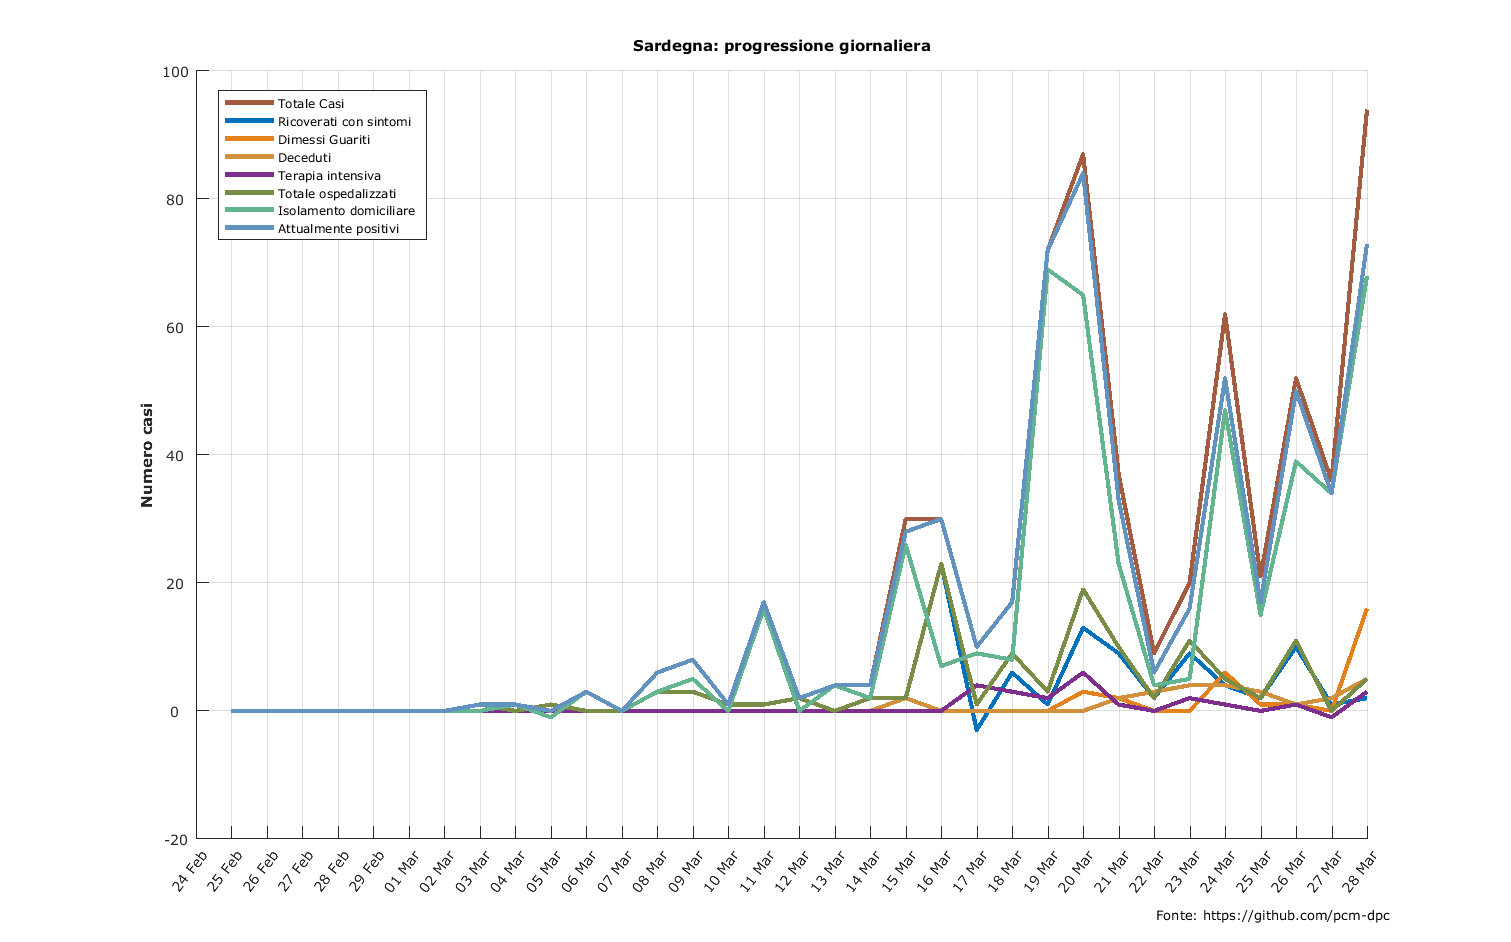 Sardegna: progressione giornaliera
100
80
60
40
20
0
-20
Numero casi
Totale Casi
Ricoverati con sintomi
Dimessi Guariti
Deceduti
Terapia intensiva
Totale ospedalizzati
Isolamento domiciliare
Attualmente positivi
24 Feb
25 Feb
26 Feb
27 Feb
28 Feb
29 Feb
01 Mar
02 Mar
03 Mar
04 Mar
05 Mar
06 Mar
07 Mar
08 Mar
09 Mar
10 Mar
11 Mar
12 Mar
13 Mar
14 Mar
15 Mar
16 Mar
17 Mar
18 Mar
19 Mar
20 Mar
21 Mar
22 Mar
23 Mar
24 Mar
25 Mar
26 Mar
27 Mar
28 Mar
Fonte: https://github.com/pcm-dpc